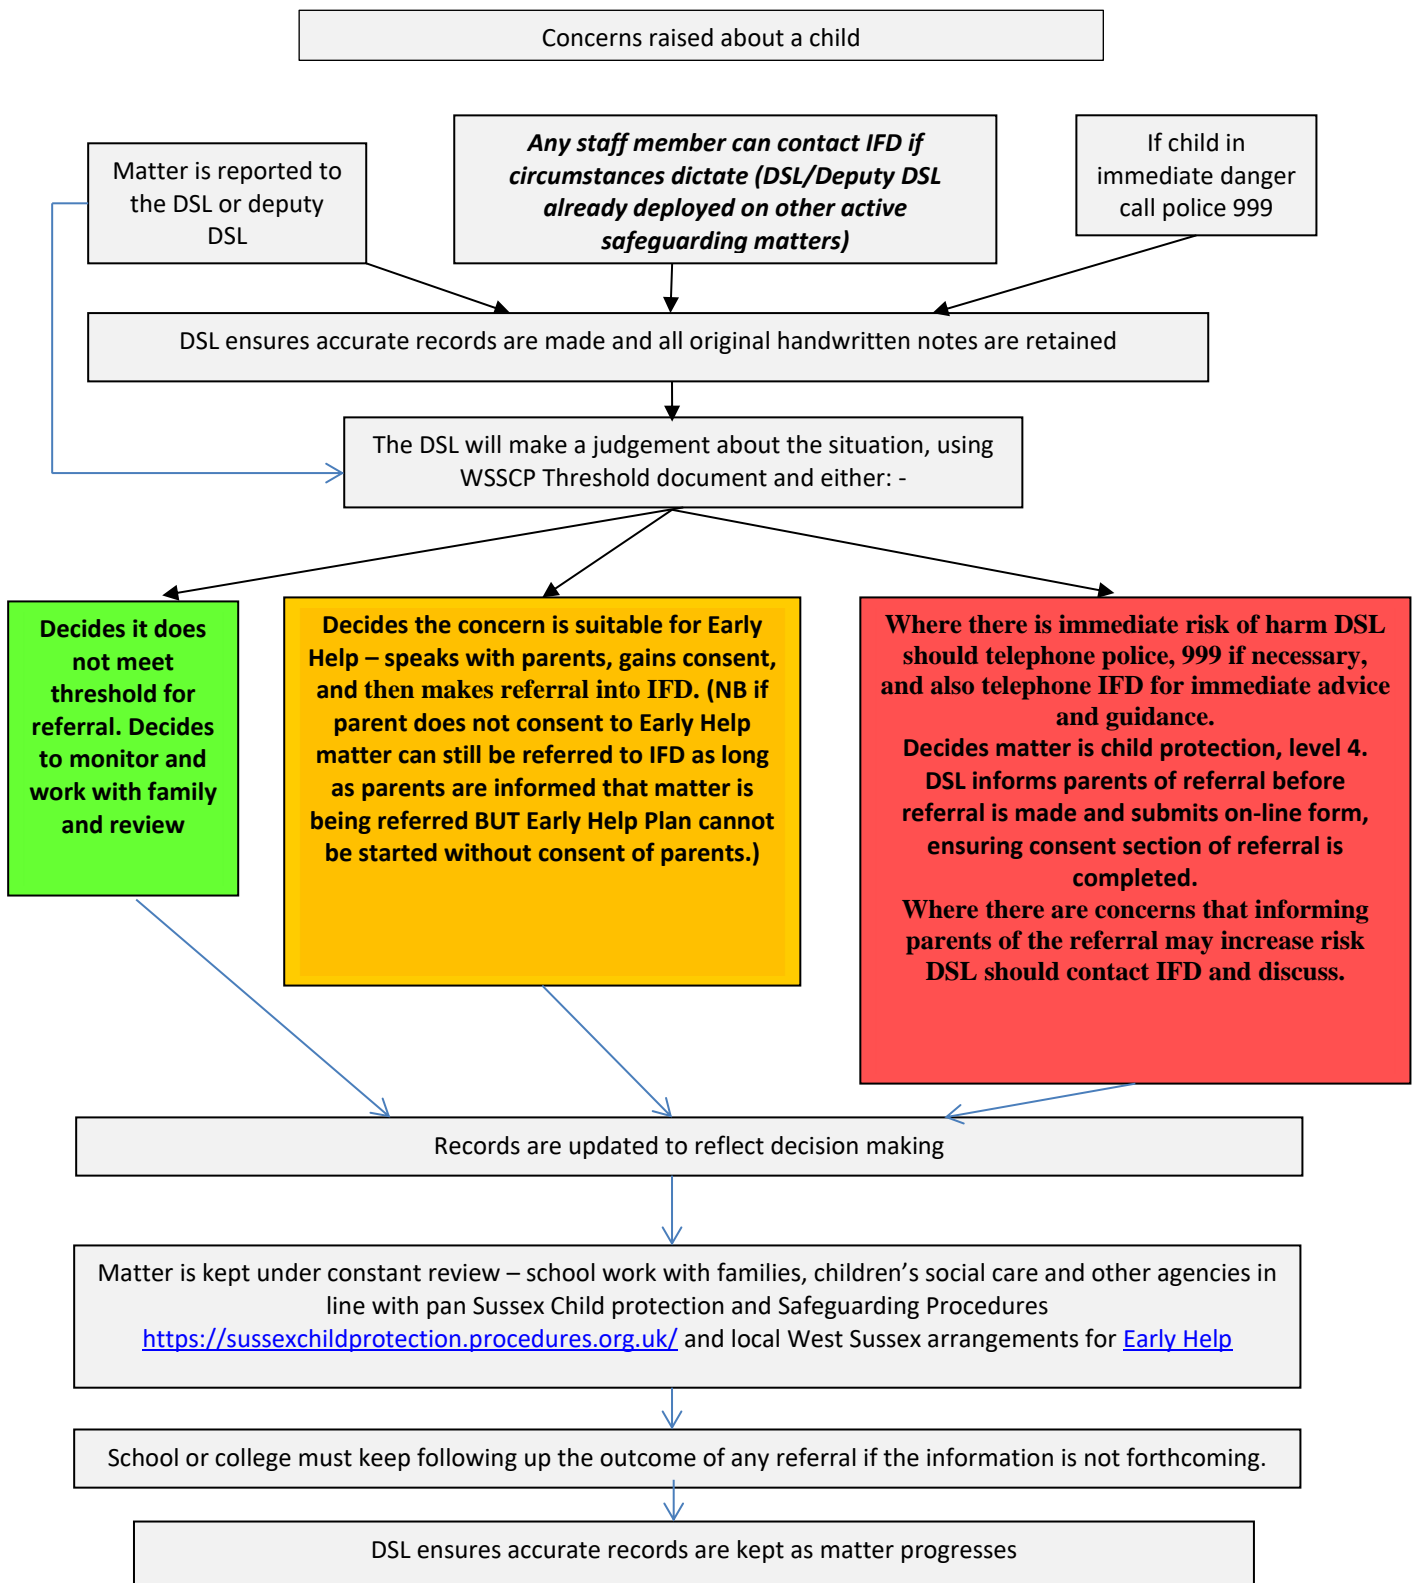 Concerns raised about a child
Matter is reported to
the DSL or deputy
DSL
Any staff member can contact IFD if
circumstances dictate (DSL/Deputy DSL
already deployed on other active
safeguarding matters)
If child in
immediate danger
call police 999
DSL ensures accurate records are made and all original handwritten notes are retained
The DSL will make a judgement about the situation, using
WSSCP Threshold document and either: -
Decides it does
not meet
threshold for
referral. Decides
to monitor and
work with family
and review
Decides the concern is suitable for Early
Help – speaks with parents, gains consent,
and then makes referral into IFD. (NB if
parent does not consent to Early Help
matter can still be referred to IFD as long
as parents are informed that matter is
being referred BUT Early Help Plan cannot
be started without consent of parents.)
Where there is immediate risk of harm DSL
should telephone police, 999 if necessary,
and also telephone IFD for immediate advice
and guidance.
Decides matter is child protection, level 4.
DSL informs parents of referral before
referral is made and submits on-line form,
ensuring consent section of referral is
completed.
Where there are concerns that informing
parents of the referral may increase risk
DSL should contact IFD and discuss.
Records are updated to reflect decision making
Matter is kept under constant review – school work with families, children’s social care and other agencies in
line with pan Sussex Child protection and Safeguarding Procedures
https://sussexchildprotection.procedures.org.uk/ and local West Sussex arrangements for Early Help
School or college must keep following up the outcome of any referral if the information is not forthcoming.
DSL ensures accurate records are kept as matter progresses